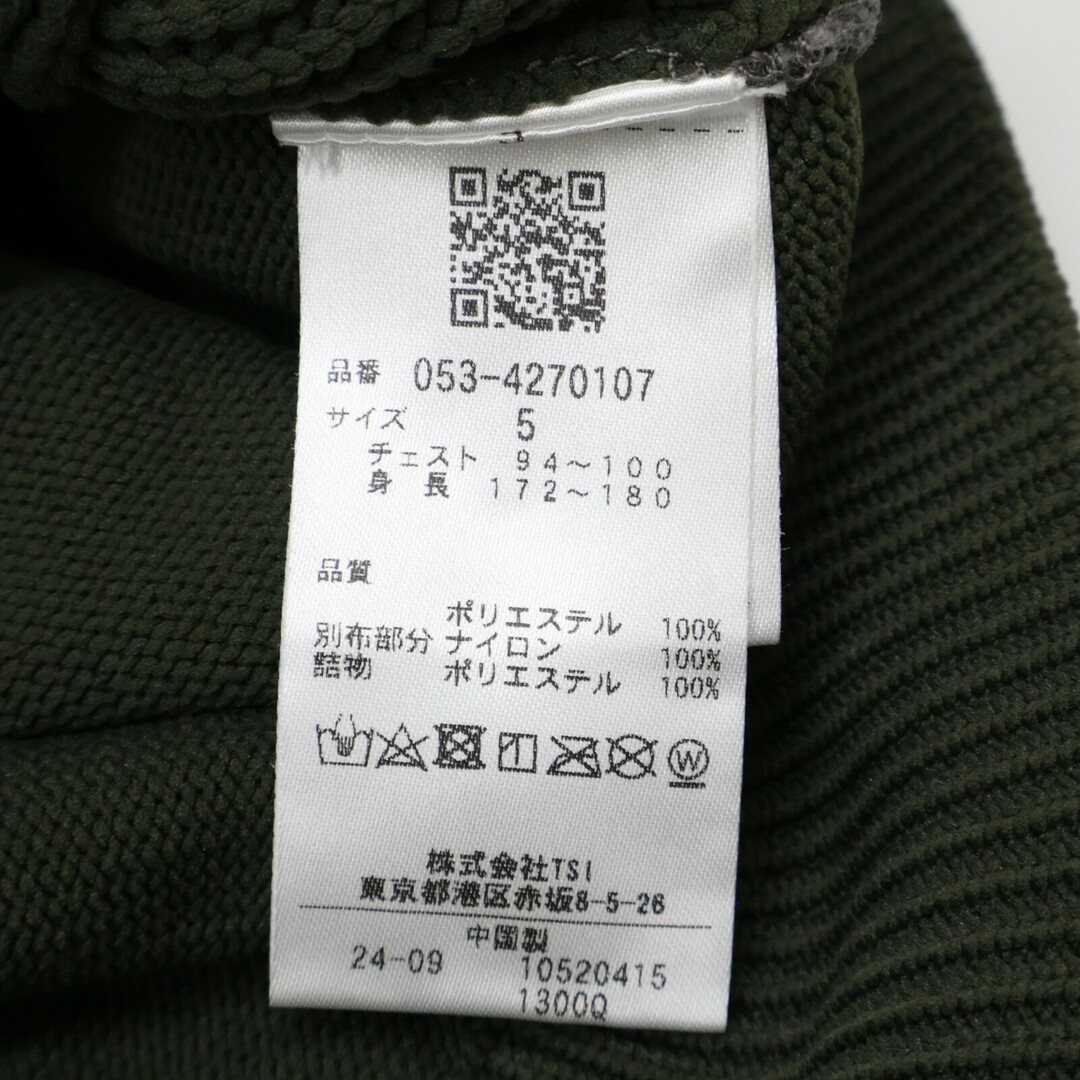 品番 053-4270107
サイズ 5
チェスト 94~100
身長 172~180
品質
ポリエステル 100%
別布部分 ナイロン 100%
詰物 ポリエステル 100%
W
株式会社TSI
東京都港区赤坂8-5-26
中国製
24-09 10520415
1300Q